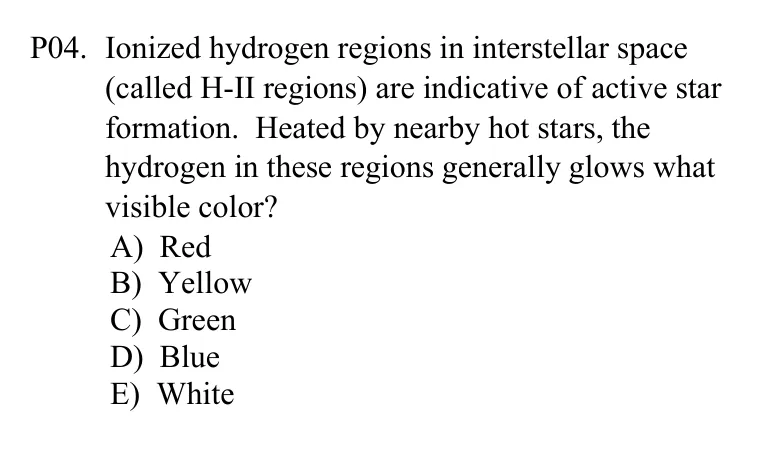 P04. Ionized hydrogen regions in interstellar space
(called H-II regions) are indicative of active star
formation. Heated by nearby hot stars, the
hydrogen in these regions generally glows what
visible color?
A) Red
B) Yellow
C) Green
D) Blue
E) White